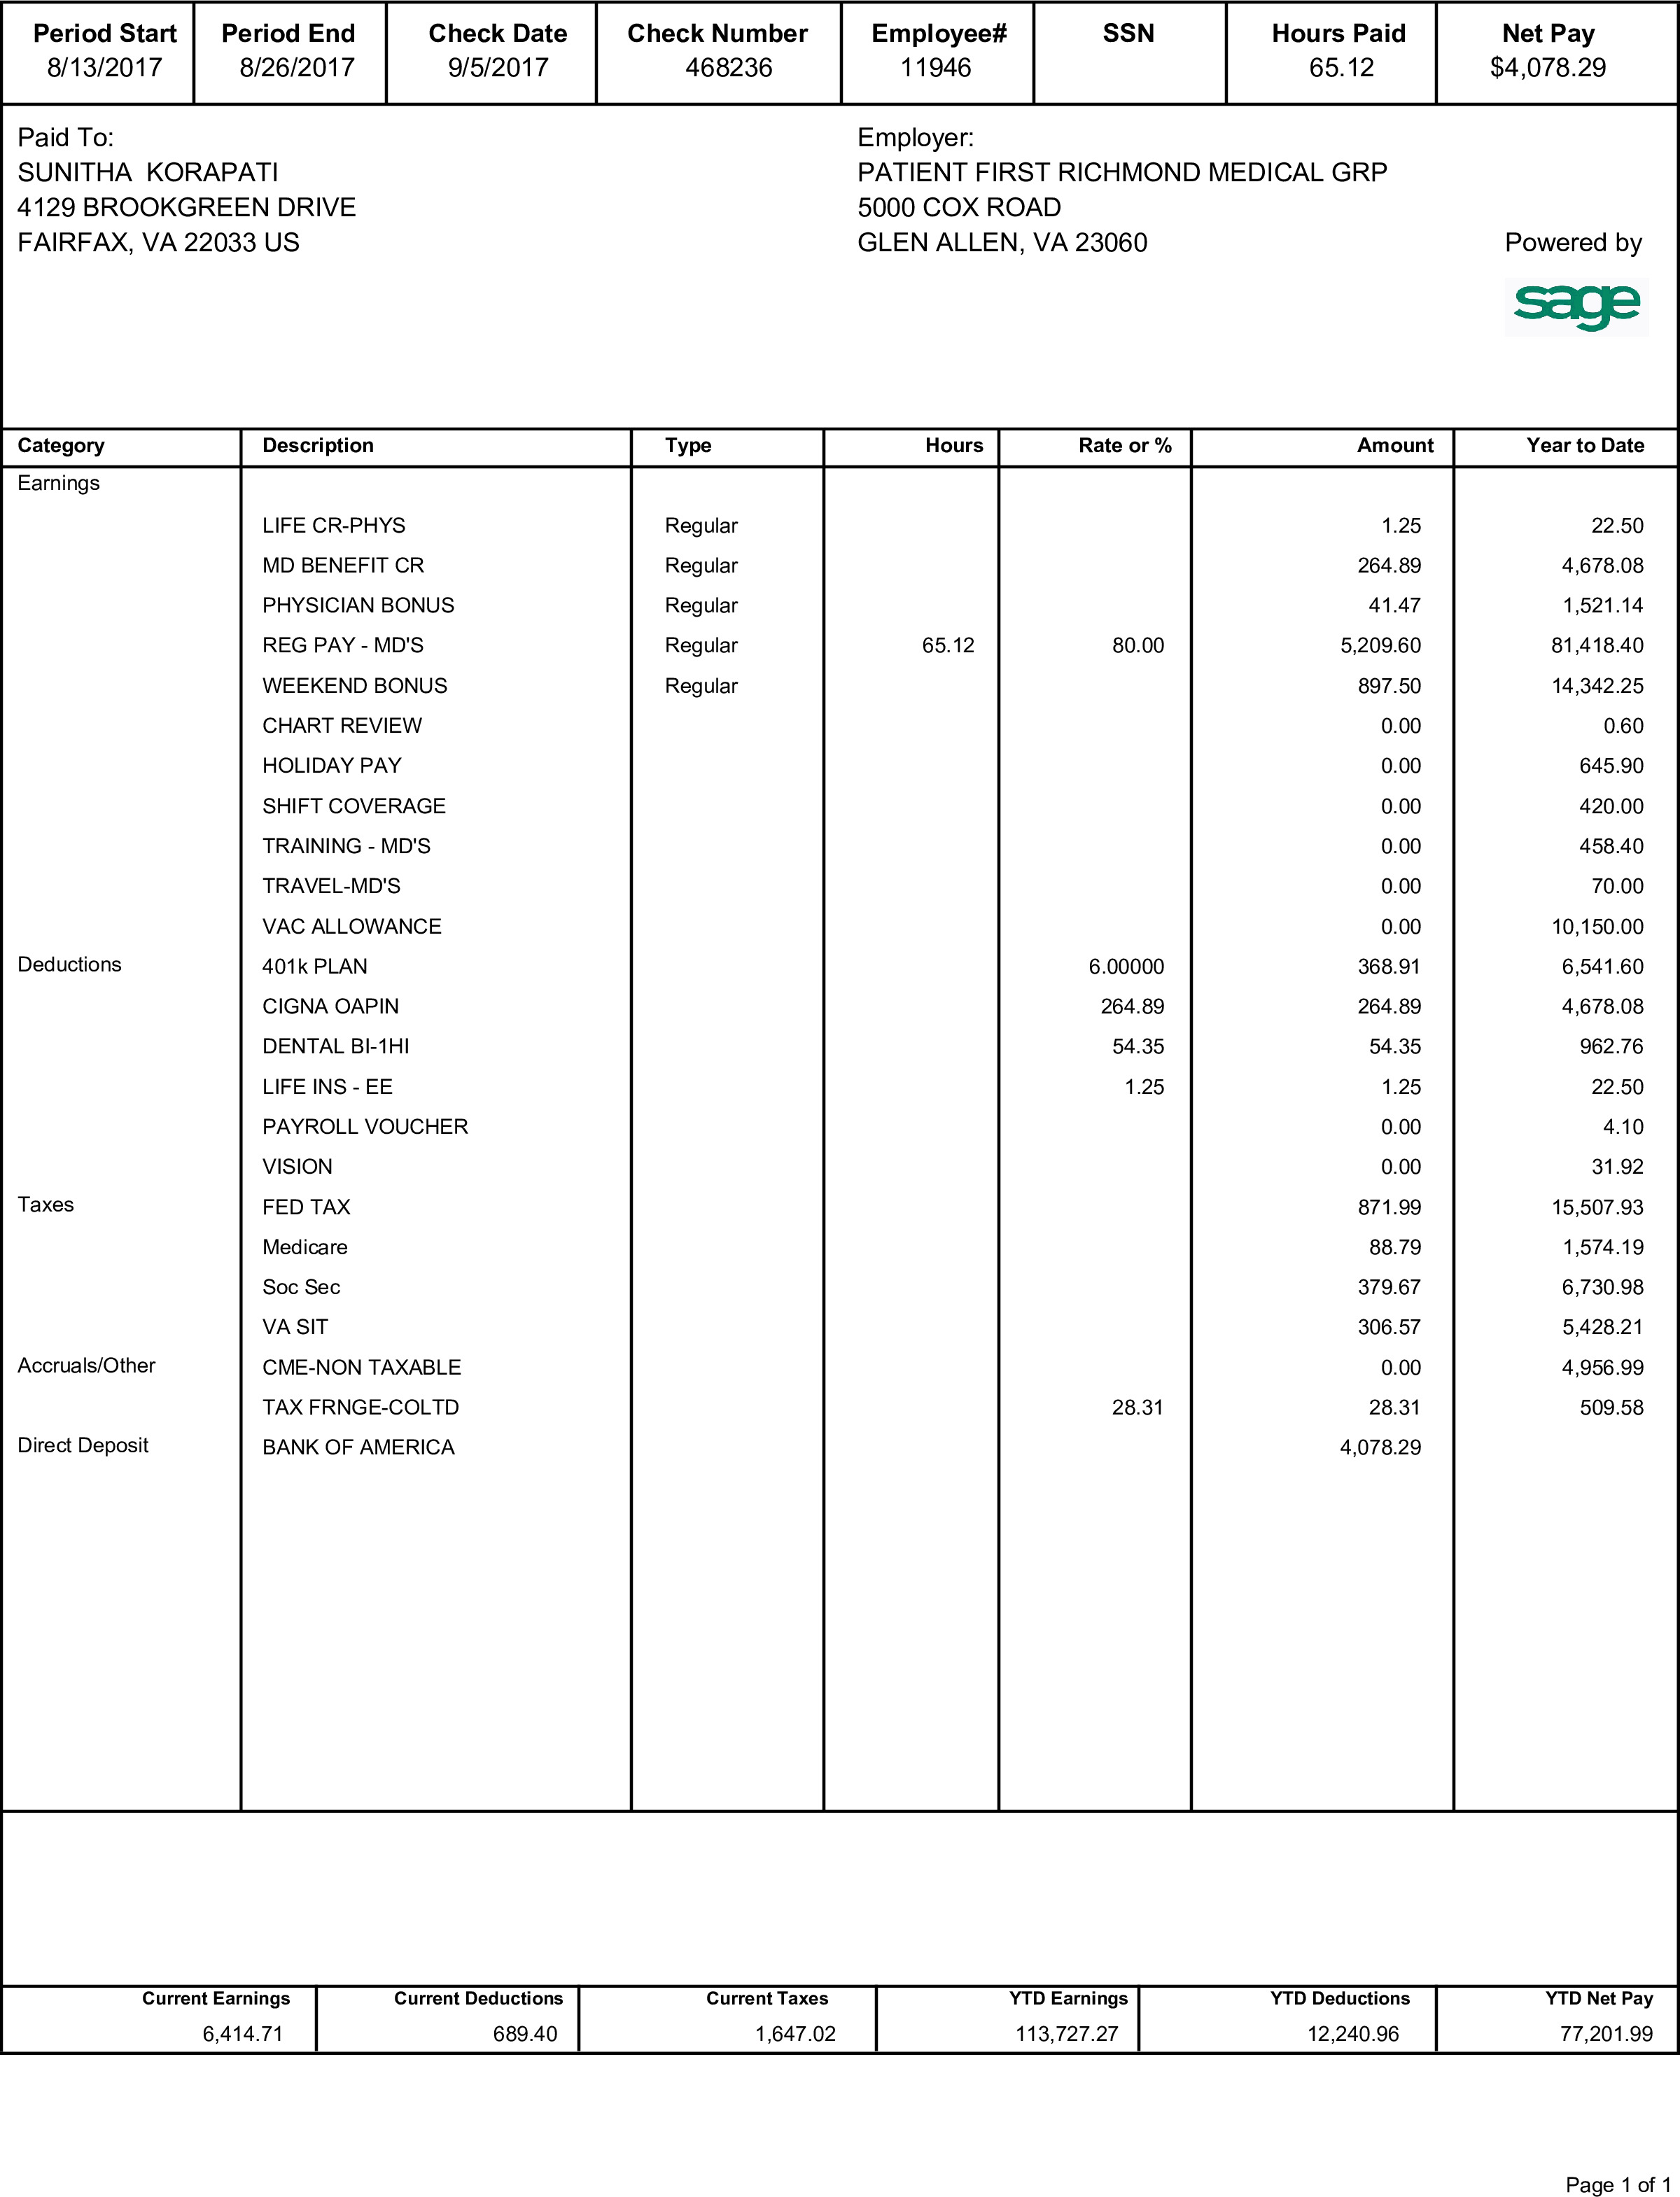 Period Start Period End Check Date Check Number Employee# SSN Hours Paid Net Pay
8/13/2017 8/26/2017 9/5/2017 468236 11946 65.12 $4,078.29
Paid To: Employer:
SUNITHA KORAPATI PATIENT FIRST RICHMOND MEDICAL GRP
4129 BROOKGREEN DRIVE 5000 COX ROAD
FAIRFAX, VA 22033 US GLEN ALLEN, VA 23060 Powered by
sage
Category Description Type Hours Rate or % Amount Year to Date
Earnings
LIFE CR-PHYS Regular 1.25 22.50
MD BENEFIT CR Regular 264.89 4,678.08
PHYSICIAN BONUS Regular 41.47 1,521.14
REG PAY - MD'S Regular 65.12 80.00 5,209.60 81,418.40
WEEKEND BONUS Regular 897.50 14,342.25
CHART REVIEW 0.00 0.60
HOLIDAY PAY 0.00 645.90
SHIFT COVERAGE 0.00 420.00
TRAINING - MD'S 0.00 458.40
TRAVEL-MD'S 0.00 70.00
VAC ALLOWANCE 0.00 10,150.00
Deductions 401k PLAN 6.00000 368.91 6,541.60
CIGNA OAPIN 264.89 264.89 4,678.08
DENTAL BI-1HI 54.35 54.35 962.76
LIFE INS - EE 1.25 1.25 22.50
PAYROLL VOUCHER 0.00 4.10
VISION 0.00 31.92
Taxes FED TAX 871.99 15,507.93
Medicare 88.79 1,574.19
Soc Sec 379.67 6,730.98
VA SIT 306.57 5,428.21
Accruals/Other CME-NON TAXABLE 0.00 4,956.99
TAX FRNGE-COLTD 28.31 28.31 509.58
Direct Deposit BANK OF AMERICA 4,078.29
Current Earnings Current Deductions Current Taxes YTD Earnings YTD Deductions YTD Net Pay
6,414.71 689.40 1,647.02 113,727.27 12,240.96 77,201.99
Page 1 of 1